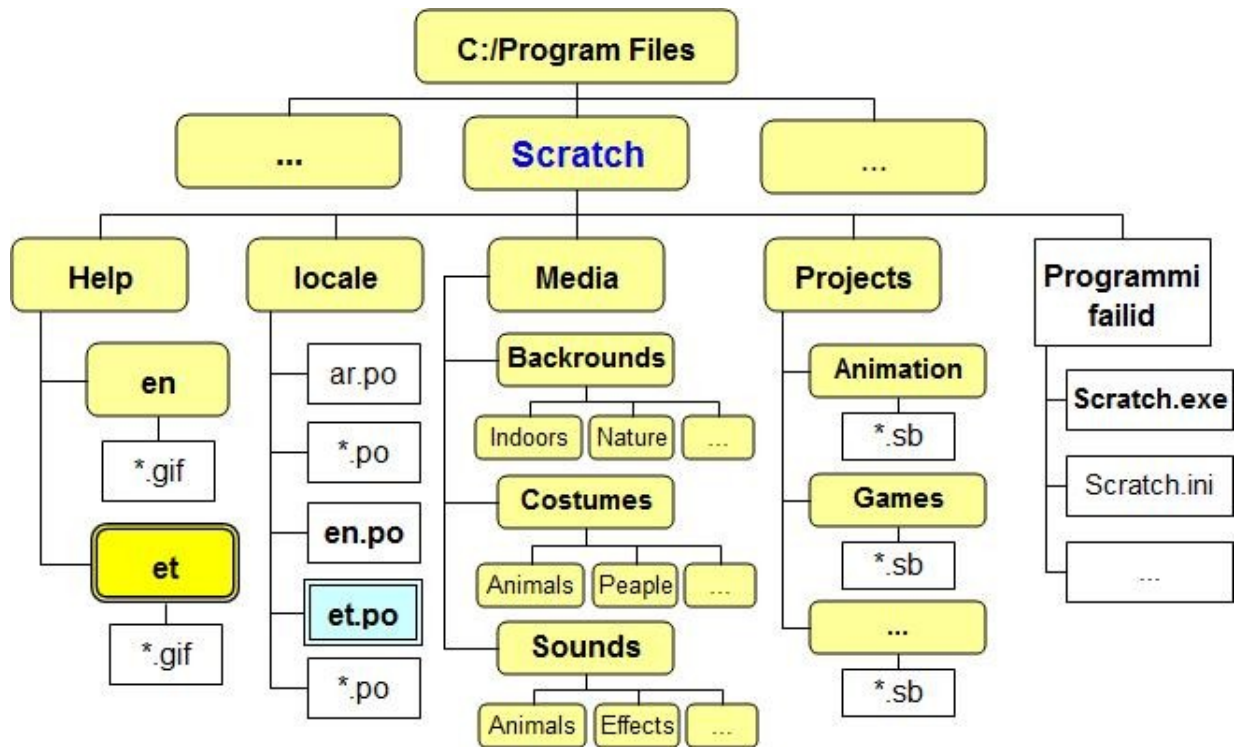 C:/Program Files
...
Scratch
...
Help
locale
Media
Projects
Programmi
failid
en
*.gif
et
*.gif
ar.po
*.po
en.po
et.po
*.po
Backrounds
Indoors
Nature
...
Costumes
Animals
Peaple
...
Sounds
Animals
Effects
...
Animation
*.sb
Games
*.sb
...
*.sb
Scratch.exe
Scratch.ini
...